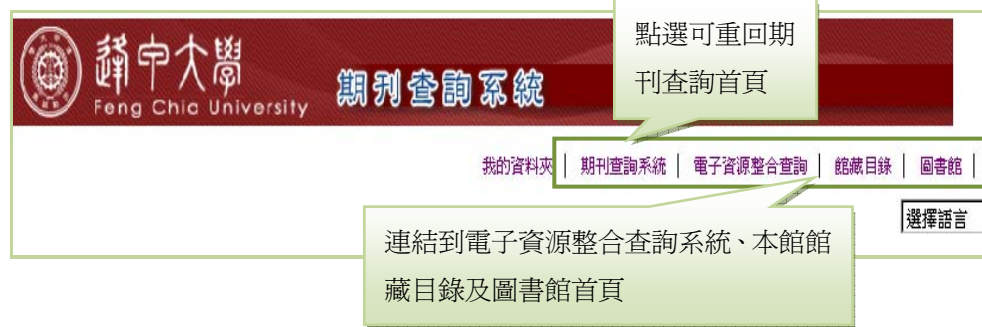 點選可重回期
刊查詢首頁
逢甲大學
Feng Chia University
期刊查詢系統
我的資料夾 | 期刊查詢系統 | 電子資源整合查詢 | 館藏目錄 | 圖書館 |
選擇語言
連結到電子資源整合查詢系統、本館館
藏目錄及圖書館首頁